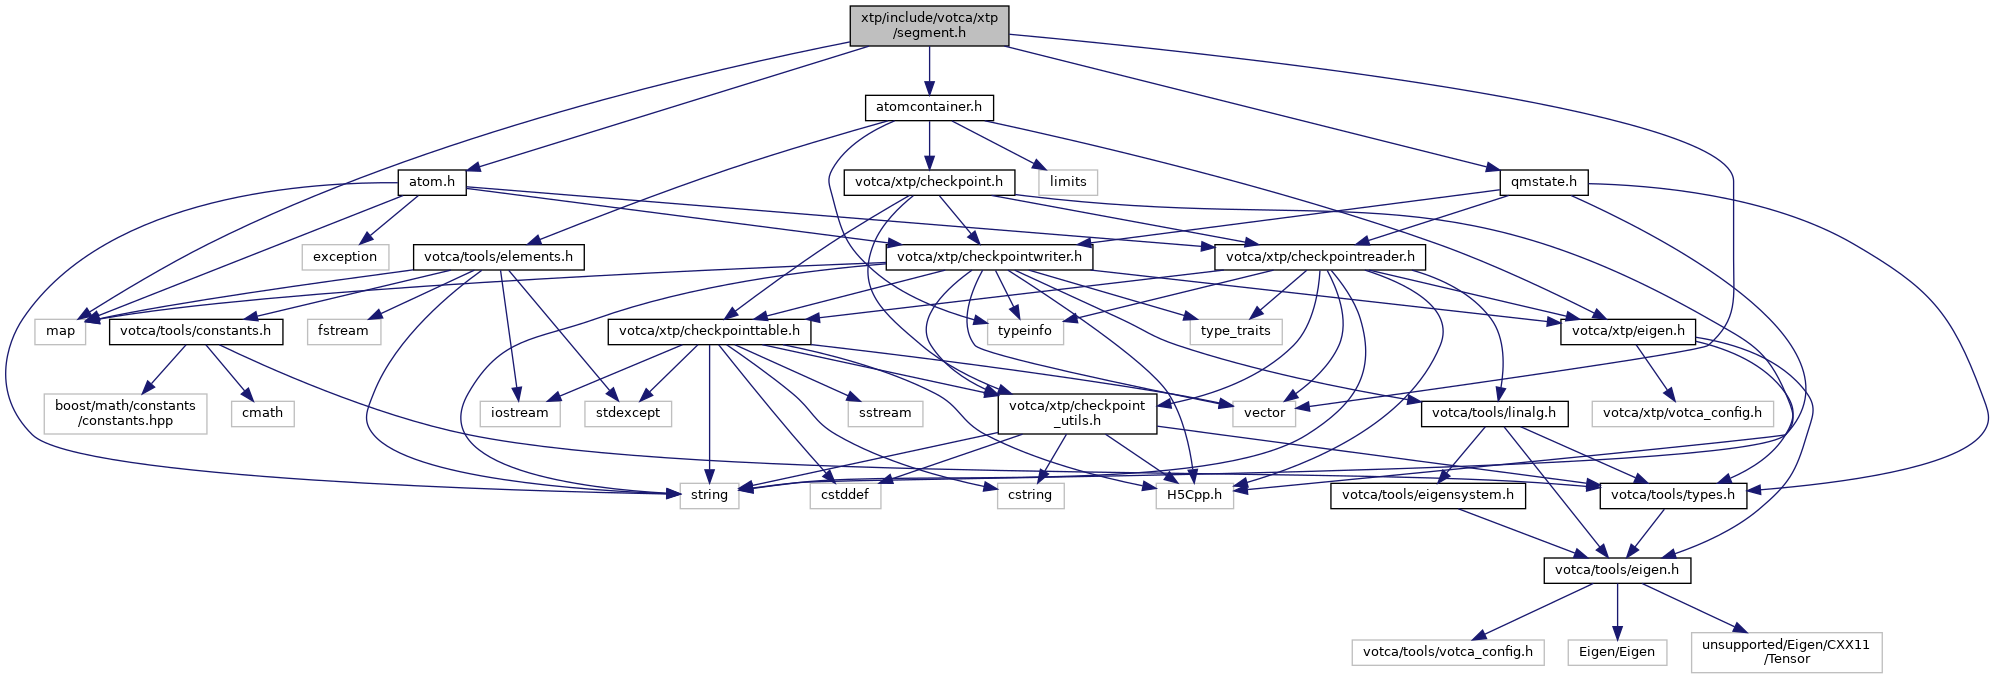 xtp/include/votca/xtp
/segment.h
atomcontainer.h
atom.h
votca/xtp/checkpoint.h
limits
qmstate.h
exception
votca/tools/elements.h
votca/xtp/checkpointwriter.h
votca/xtp/checkpointreader.h
map
votca/tools/constants.h
fstream
votca/xtp/checkpointtable.h
typeinfo
type_traits
votca/xtp/eigen.h
boost/math/constants
/constants.hpp
cmath
iostream
stdexcept
sstream
votca/xtp/checkpoint
_utils.h
vector
votca/tools/linalg.h
votca/xtp/votca_config.h
string
cstddef
cstring
H5Cpp.h
votca/tools/eigensystem.h
votca/tools/types.h
votca/tools/eigen.h
votca/tools/votca_config.h
Eigen/Eigen
unsupported/Eigen/CXX11
/Tensor